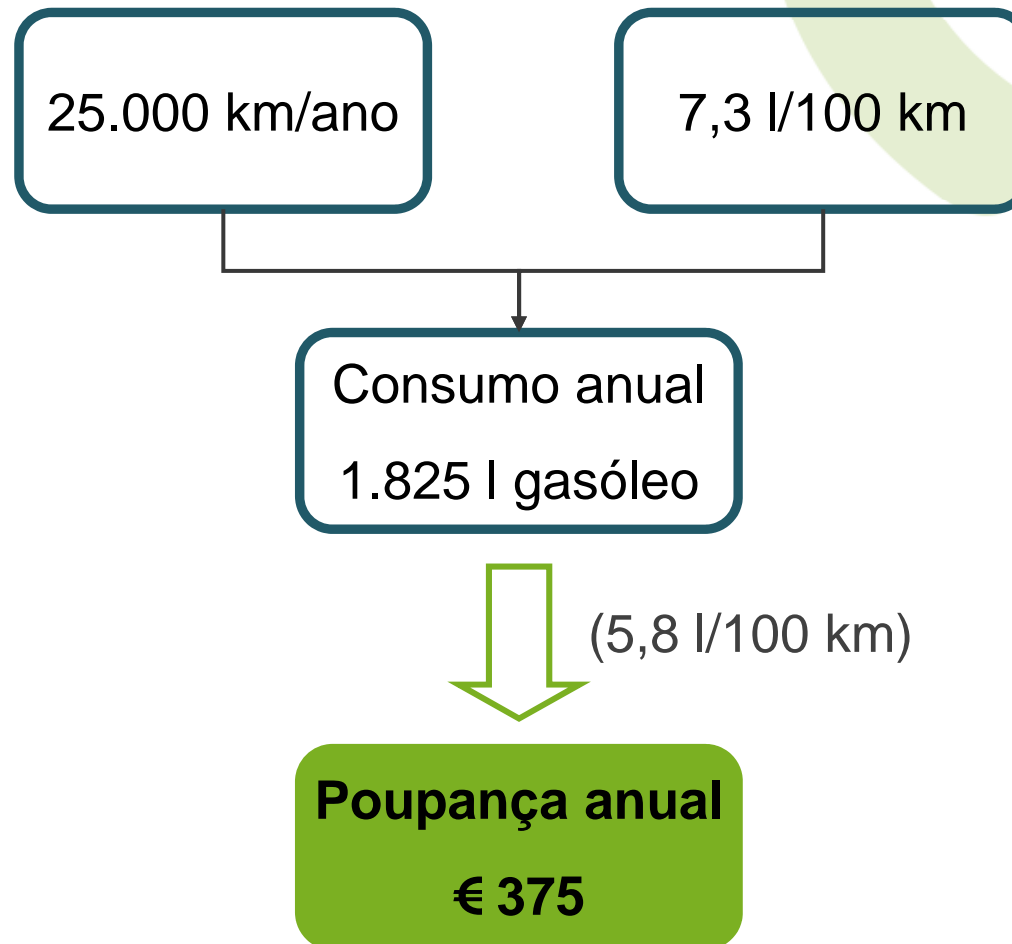 25.000 km/ano
7,3 l/100 km
Consumo anual
1.825 l gasóleo
(5,8 l/100 km)
Poupança anual
€ 375